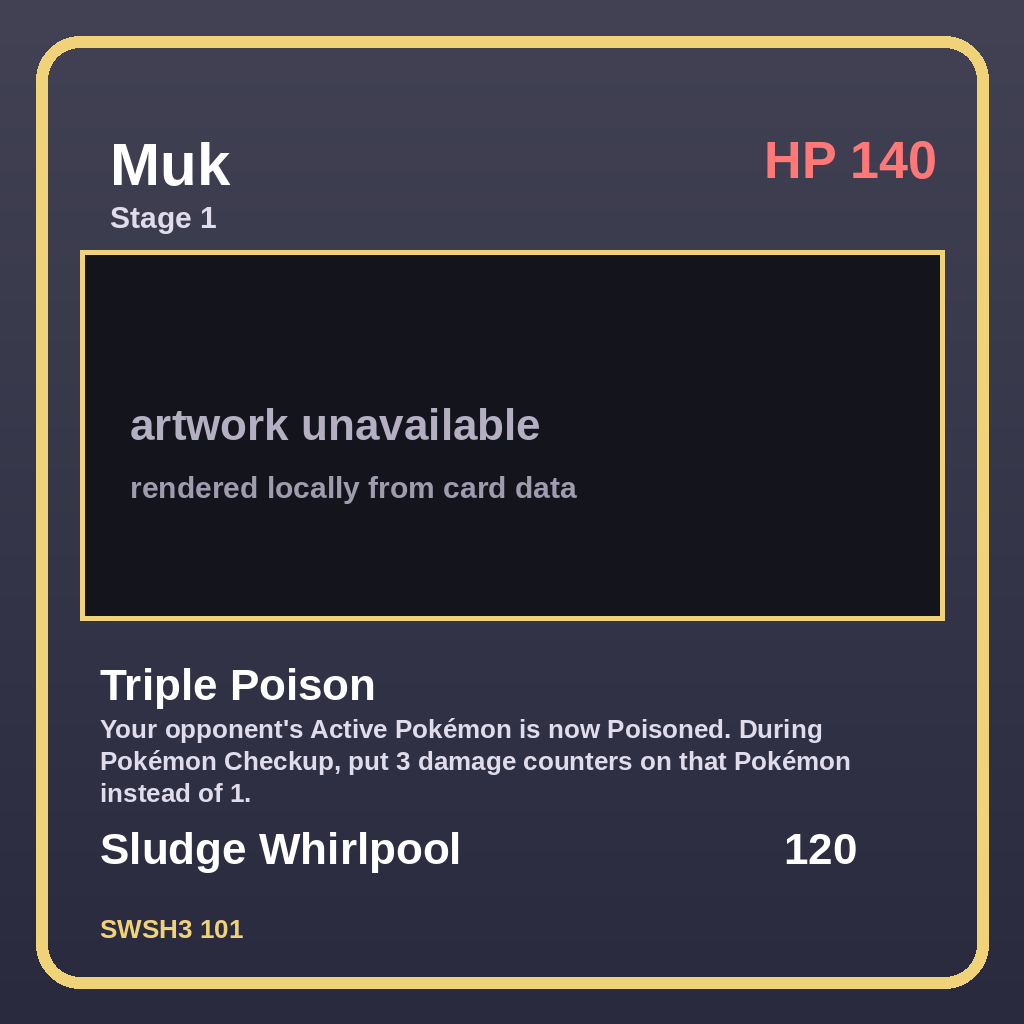 Muk
HP 140
Stage 1
artwork unavailable
rendered locally from card data
Triple Poison
Your opponent's Active Pokémon is now Poisoned. During
Pokémon Checkup, put 3 damage counters on that Pokémon
instead of 1.
Sludge Whirlpool 120
SWSH3 101